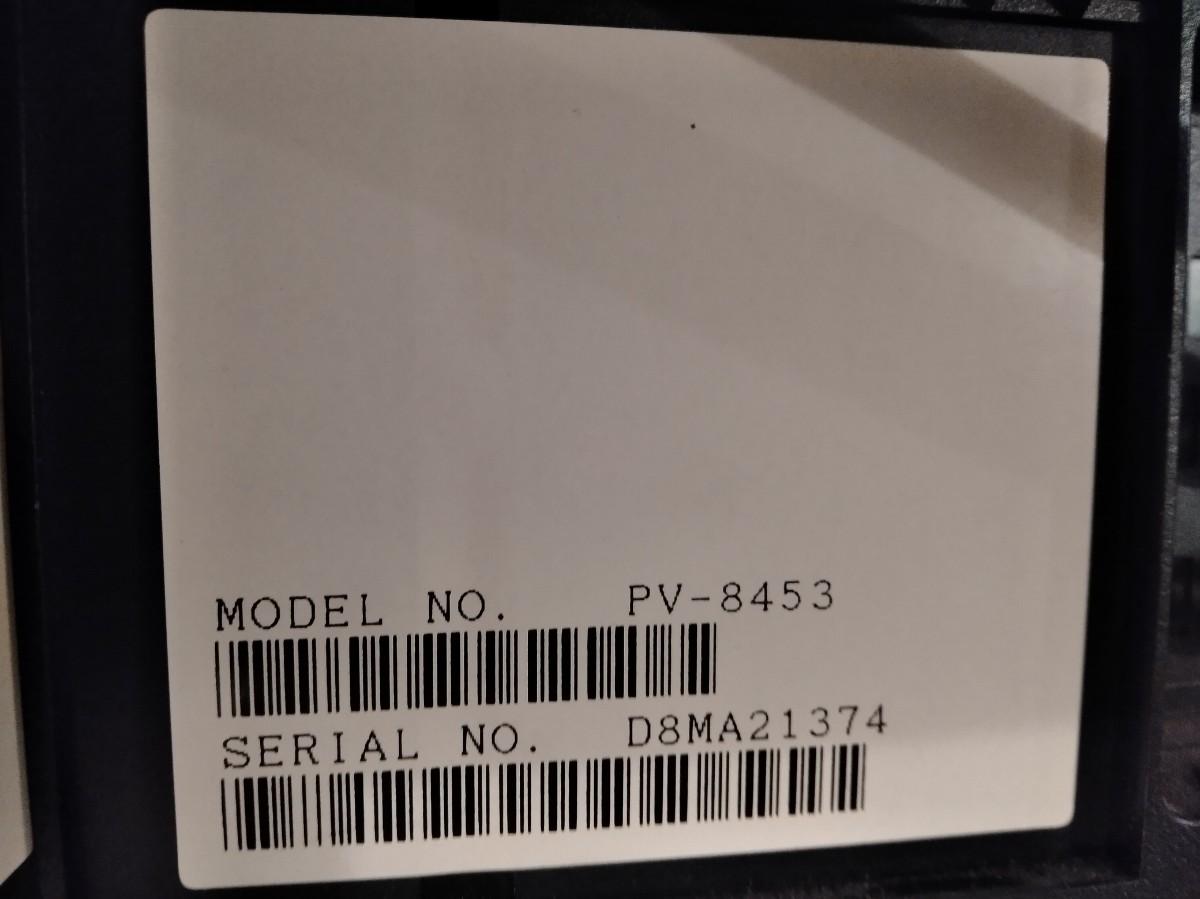 MODEL NO. PV-8453
SERIAL NO. D8MA21374